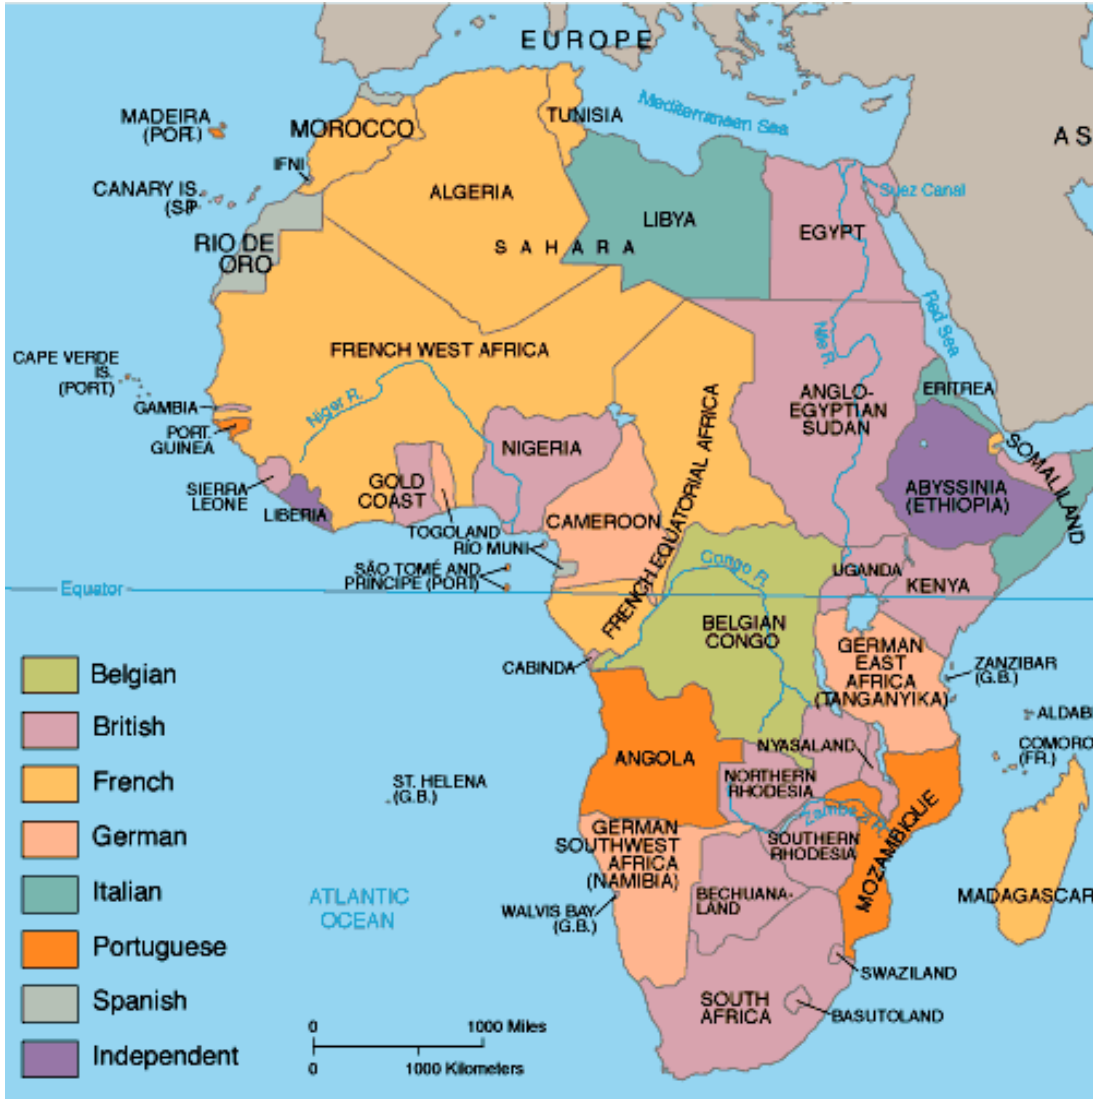 EUROPE
Mediterranean Sea
AS
MADEIRA
(PORT.)
MOROCCO
TUNISIA
IFNI
CANARY IS.
(SP.
ALGERIA
LIBYA
EGYPT
Suez Canal
RIO DE
ORO
SAHARA
Red Sea
Nile R.
FRENCH WEST AFRICA
CAPE VERDE
IS.
(PORT.)
GAMBIA
PORT.
GUINEA
Niger R.
NIGERIA
ANGLO-
EGYPTIAN
SUDAN
ERITREA
SOMALILAND
SIERRA
LEONE
LIBERIA
GOLD
COAST
TOGOLAND
CAMEROON
FRENCH EQUATORIAL AFRICA
ABYSSINIA
(ETHIOPIA)
RÍO MUNI
SÃO TOMÉ AND
PRÍNCIPE (PORT.)
Congo R.
UGANDA
KENYA
Equator
BELGIAN
CONGO
CABINDA
GERMAN
EAST
AFRICA
(TANGANYIKA)
ZANZIBAR
(G.B.)
ALDAB
COMORO
(FR.)
ANGOLA
NYASALAND
NORTHERN
RHODESIA
ST. HELENA
(G.B.)
Zambezi R.
GERMAN
SOUTHWEST
AFRICA
(NAMIBIA)
SOUTHERN
RHODESIA
MOZAMBIQUE
MADAGASCAR
BECHUANA-
LAND
WALVIS BAY
(G.B.)
ATLANTIC
OCEAN
SWAZILAND
SOUTH
AFRICA
BASUTOLAND
Belgian
British
French
German
Italian
Portuguese
Spanish
Independent
0 1000 Miles
0 1000 Kilometers